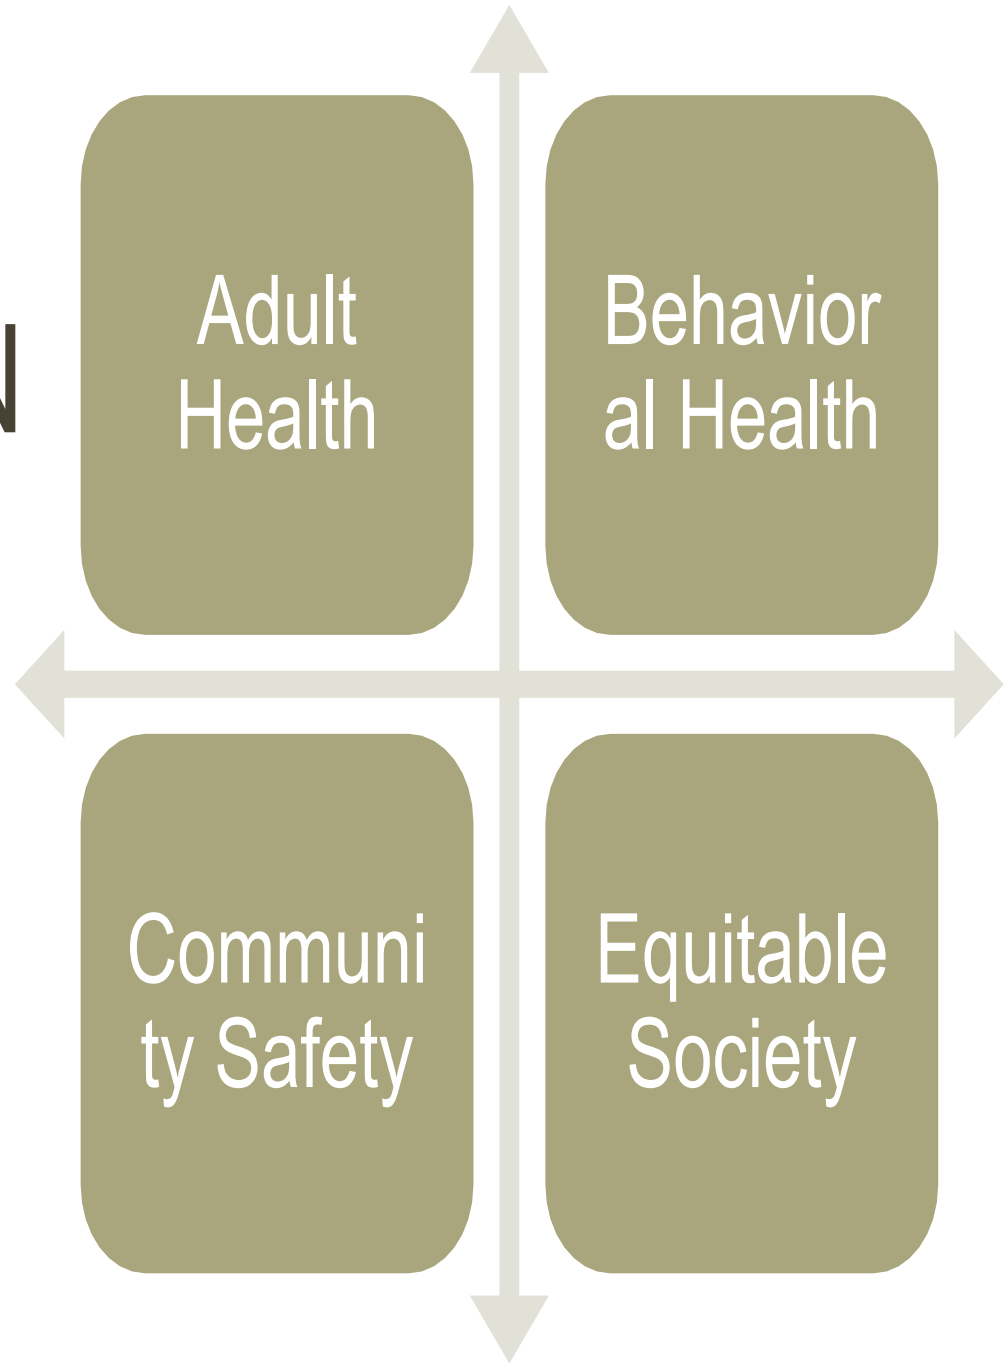 N
Adult
Health
Behavior
al Health
Communi
ty Safety
Equitable
Society